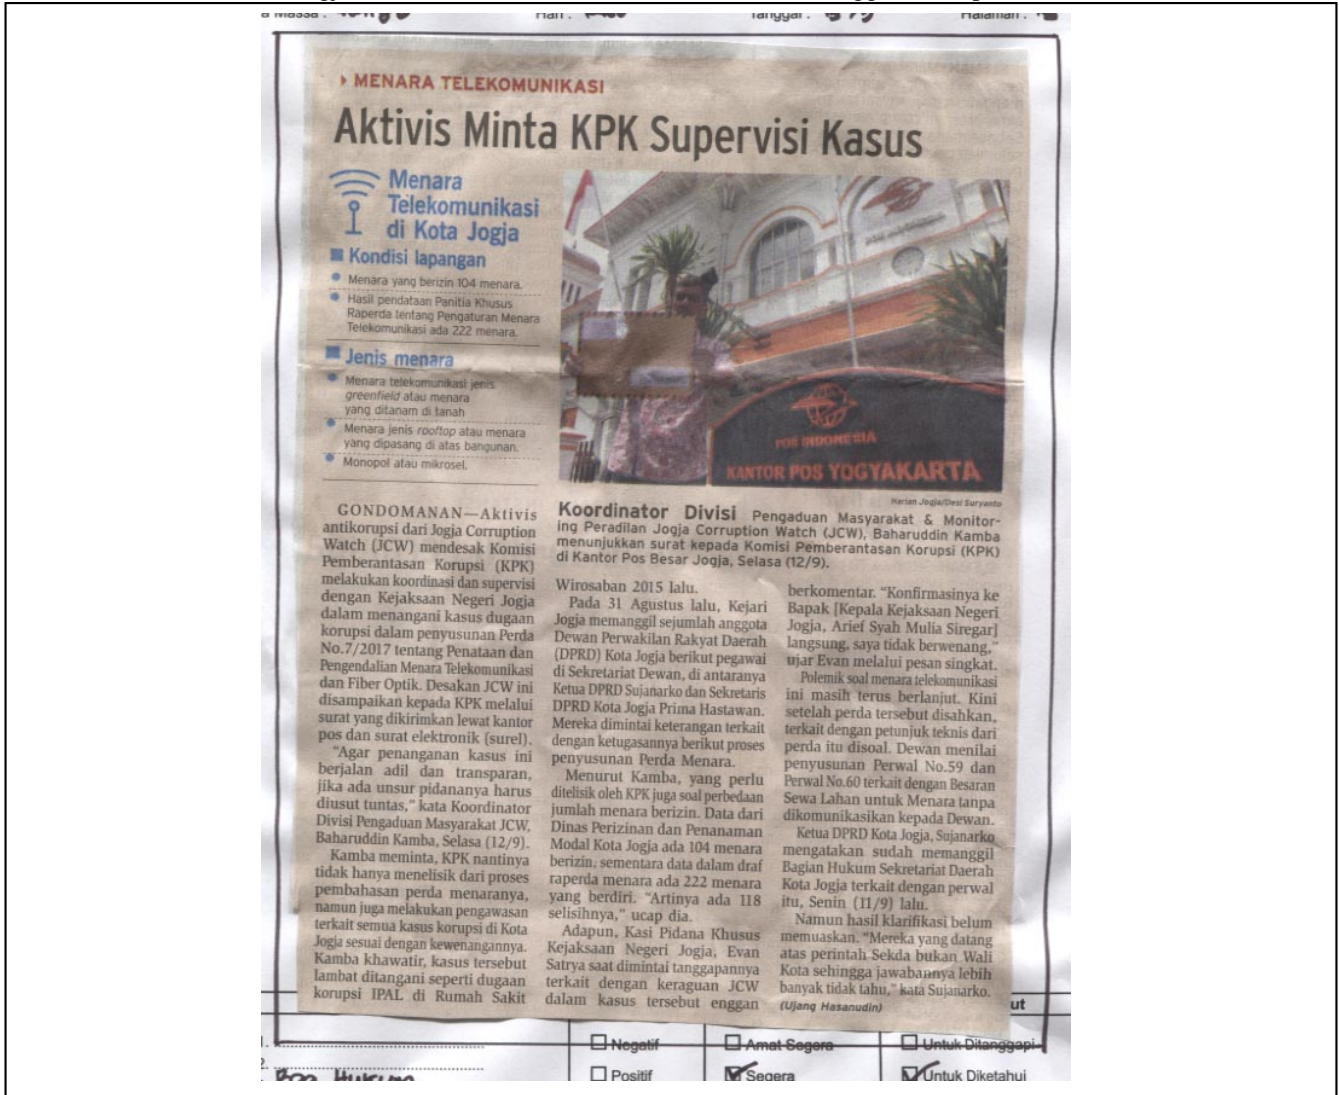 a Massa :
Hari :
Tanggal :
Halaman :
MENARA TELEKOMUNIKASI
Aktivis Minta KPK Supervisi Kasus
Menara
Telekomunikasi
di Kota Jogja
Kondisi lapangan
Menara yang berizin 104 menara.
Hasil pendataan Panitia Khusus
Raperda tentang Pengaturan Menara
Telekomunikasi ada 222 menara.
Jenis menara
Menara telekomunikasi jenis
greenfield atau menara
yang ditanam di tanah
Menara jenis rooftop atau menara
yang dipasang di atas bangunan.
Monopol atau mikrosel.
POS INDONESIA
KANTOR POS YOGYAKARTA
Harian Jogja/Desi Suryanto
Koordinator Divisi Pengaduan Masyarakat & Monitor-
ing Peradilan Jogja Corruption Watch (JCW), Baharuddin Kamba
menunjukkan surat kepada Komisi Pemberantasan Korupsi (KPK)
di Kantor Pos Besar Jogja, Selasa (12/9).
GONDOMANAN—Aktivis
antikorupsi dari Jogja Corruption
Watch (JCW) mendesak Komisi
Pemberantasan Korupsi (KPK)
melakukan koordinasi dan supervisi
dengan Kejaksaan Negeri Jogja
dalam menangani kasus dugaan
korupsi dalam penyusunan Perda
No.7/2017 tentang Penataan dan
Pengendalian Menara Telekomunikasi
dan Fiber Optik. Desakan JCW ini
disampaikan kepada KPK melalui
surat yang dikirimkan lewat kantor
pos dan surat elektronik (surel).
"Agar penanganan kasus ini
berjalan adil dan transparan,
jika ada unsur pidananya harus
diusut tuntas," kata Koordinator
Divisi Pengaduan Masyarakat JCW,
Baharuddin Kamba, Selasa (12/9).
Kamba meminta, KPK nantinya
tidak hanya menelisik dari proses
pembahasan perda menaranya,
namun juga melakukan pengawasan
terkait semua kasus korupsi di Kota
Jogja sesuai dengan kewenangannya.
Kamba khawatir, kasus tersebut
lambat ditangani seperti dugaan
korupsi IPAL di Rumah Sakit
Wirosaban 2015 lalu.
Pada 31 Agustus lalu, Kejari
Jogja memanggil sejumlah anggota
Dewan Perwakilan Rakyat Daerah
(DPRD) Kota Jogja berikut pegawai
di Sekretariat Dewan, di antaranya
Ketua DPRD Sujanarko dan Sekretaris
DPRD Kota Jogja Prima Hastawan.
Mereka dimintai keterangan terkait
dengan ketugasannya berikut proses
penyusunan Perda Menara.
Menurut Kamba, yang perlu
ditelisik oleh KPK juga soal perbedaan
jumlah menara berizin. Data dari
Dinas Perizinan dan Penanaman
Modal Kota Jogja ada 104 menara
berizin, sementara data dalam draf
raperda menara ada 222 menara
yang berdiri. "Artinya ada 118
selisihnya," ucap dia.
Adapun, Kasi Pidana Khusus
Kejaksaan Negeri Jogja, Evan
Satrya saat dimintai tanggapannya
terkait dengan keraguan JCW
dalam kasus tersebut enggan
berkomentar. "Konfirmasinya ke
Bapak [Kepala Kejaksaan Negeri
Jogja, Arief Syah Mulia Siregar]
langsung, saya tidak berwenang,"
ujar Evan melalui pesan singkat.
Polemik soal menara telekomunikasi
ini masih terus berlanjut. Kini
setelah perda tersebut disahkan,
terkait dengan petunjuk teknis dari
perda itu disoal. Dewan menilai
penyusunan Perwal No.59 dan
Perwal No.60 terkait dengan Besaran
Sewa Lahan untuk Menara tanpa
dikomunikasikan kepada Dewan.
Ketua DPRD Kota Jogja, Sujanarko
mengatakan sudah memanggil
Bagian Hukum Sekretariat Daerah
Kota Jogja terkait dengan perwal
itu, Senin (11/9) lalu.
Namun hasil klarifikasi belum
memuaskan. "Mereka yang datang
atas perintah Sekda bukan Wali
Kota sehingga jawabannya lebih
banyak tidak tahu," kata Sujanarko.
(Ujang Hasanudin)
ut
Negatif
Amat Segera
Untuk Ditanggapi
Positif
Segera
Untuk Diketahui